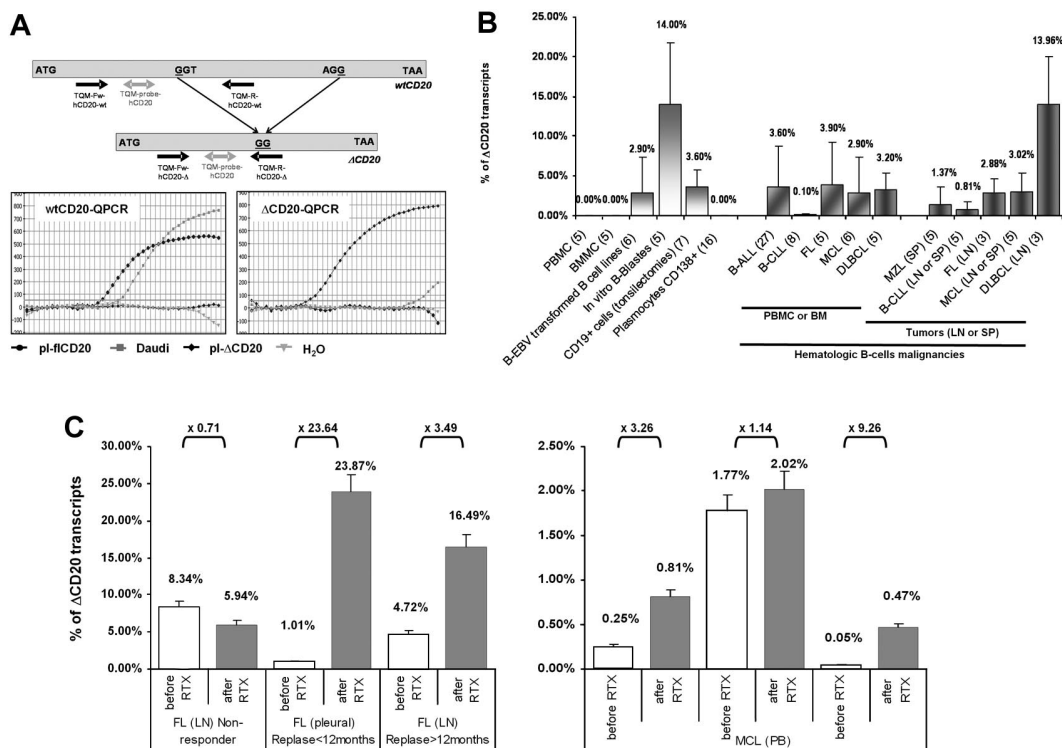 A
ATG GGT AGG TAA
wtCD20
TQM-Fw-
hCD20-wt
TQM-probe-
hCD20
TQM-R-
hCD20-wt
ATG GG TAA
ΔCD20
TQM-Fw-
hCD20-Δ
TQM-probe-
hCD20
TQM-R-
hCD20-Δ
wtCD20-QPCR
ΔCD20-QPCR
pl-flCD20 Daudi pl-ΔCD20 H2O
B
% of ΔCD20 transcripts
25.00%
20.00%
15.00%
10.00%
5.00%
0.00%
0.00% 0.00% 2.90% 14.00% 3.60% 0.00% 3.60% 0.10% 3.90% 2.90% 3.20% 1.37% 0.81% 2.88% 3.02% 13.96%
PBMC (5)
BMMC (5)
B-EBV transformed B cell lines (6)
In vitro B-Blastes (5)
CD19+ cells (tonsilectomies) (7)
Plasmocytes CD138+ (16)
B-ALL (27)
B-CLL (8)
FL (5)
MCL (6)
DLBCL (5)
MZL (SP) (5)
B-CLL (LN or SP) (5)
FL (LN) (3)
MCL (LN or SP) (5)
DLBCL (LN) (3)
PBMC or BM
Tumors (LN or SP)
Hematologic B-cells malignancies
C
% of ΔCD20 transcripts
30.00%
25.00%
20.00%
15.00%
10.00%
5.00%
0.00%
x 0.71 x 23.64 x 3.49
8.34% 5.94% 1.01% 23.87% 4.72% 16.49%
before RTX
after RTX
before RTX
after RTX
before RTX
after RTX
FL (LN) Non-
responder
FL (pleural)
Replase<12months
FL (LN)
Replase>12months
2.50%
2.00%
1.50%
1.00%
0.50%
0.00%
x 3.26 x 1.14 x 9.26
0.25% 0.81% 1.77% 2.02% 0.05% 0.47%
before RTX
after RTX
before RTX
after RTX
before RTX
after RTX
MCL (PB)